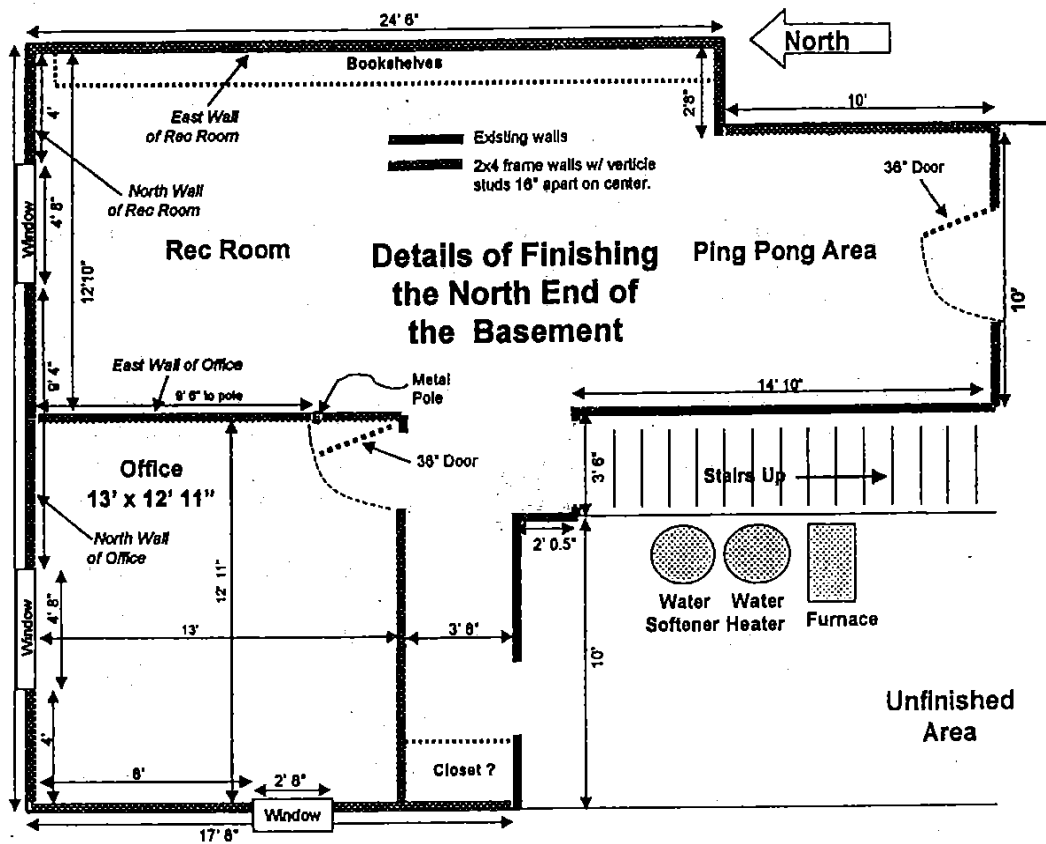 24' 6"
North
Bookshelves
4'
East Wall
of Rec Room
2'8"
10'
Existing walls
2x4 frame walls w/ verticle
studs 16" apart on center.
36" Door
North Wall
of Rec Room
Window
4' 8"
12'10"
Rec Room
Details of Finishing
the North End of
the Basement
Ping Pong Area
10'
9' 4"
East Wall of Office
9' 6" to pole
Metal
Pole
14' 10"
Office
13' x 12' 11"
36" Door
3' 6"
Stairs Up
North Wall
of Office
12' 11"
2' 0.5"
Window
4' 8"
13'
3' 8"
10'
Water
Softener
Water
Heater
Furnace
Unfinished
Area
4'
8'
2' 8"
Window
Closet ?
17' 8"